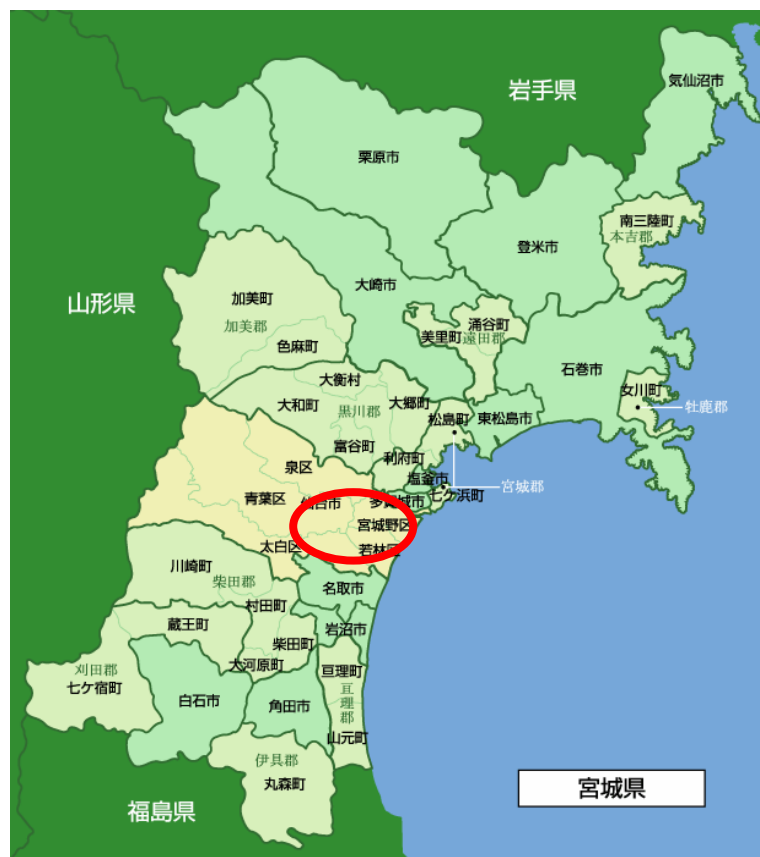 岩手県
気仙沼市
栗原市
南三陸町
本吉郡
登米市
大崎市
山形県
加美町
加美郡
色麻町
涌谷町
美里町
遠田郡
石巻市
女川町
牡鹿郡
大衡村
大和町
黒川郡
大郷町
松島町
東松島市
富谷町
利府町
泉区
塩釜市
宮城郡
七ケ浜町
青葉区
仙台市
多賀城市
宮城野区
太白区
若林区
川崎町
柴田郡
名取市
村田町
蔵王町
岩沼市
柴田町
大河原町
刈田郡
七ケ宿町
亘理町
亘理郡
白石市
角田市
山元町
伊具郡
丸森町
福島県
宮城県